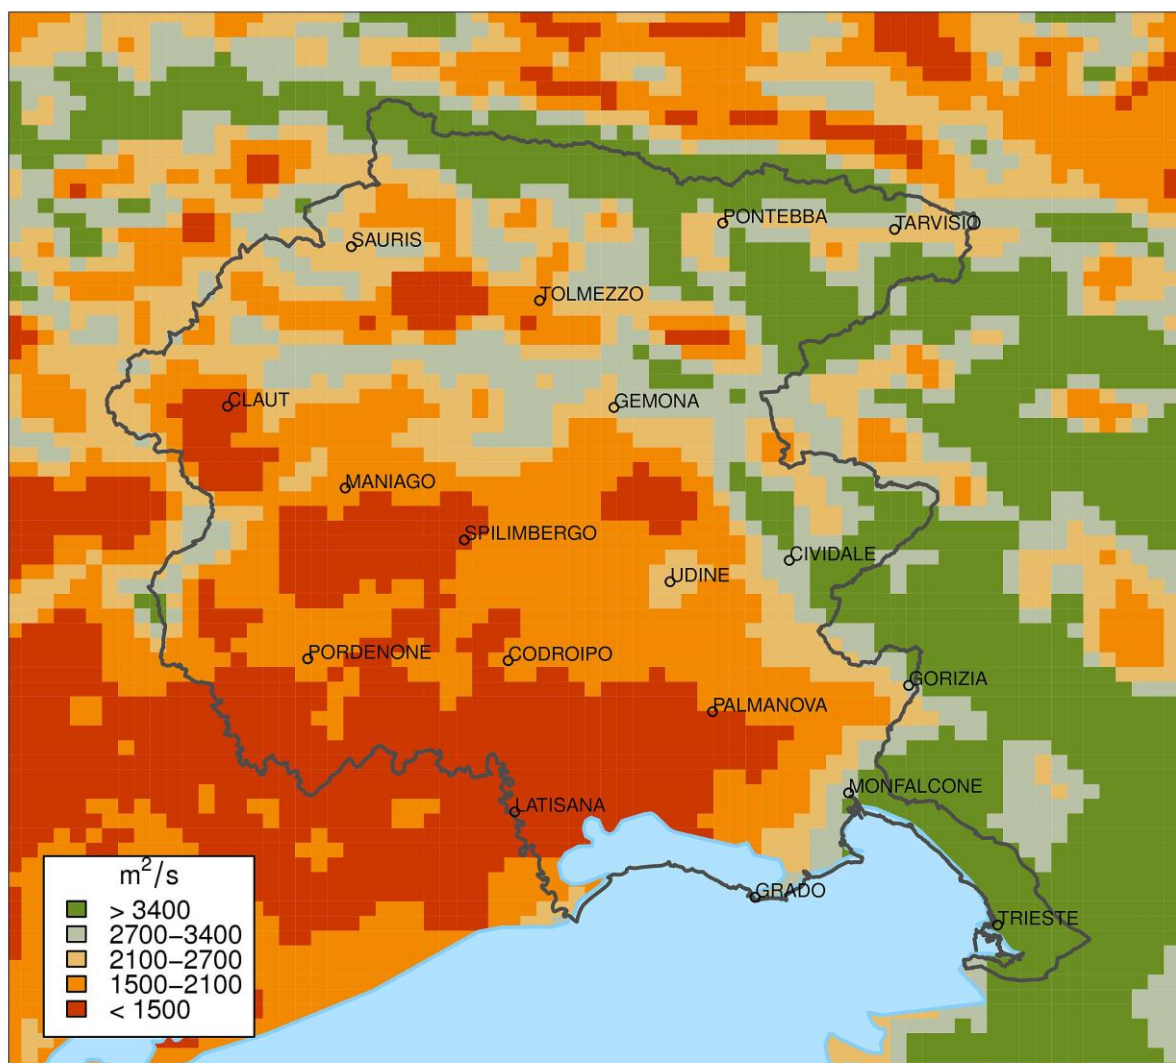 PONTEBBA
TARVISIO
SAURIS
TOLMEZZO
CLAUT
GEMONA
MANIAGO
SPILIMBERGO
CIVIDALE
UDINE
PORDENONE
CODROIPO
GORIZIA
PALMANOVA
MONFALCONE
LATISANA
GRADO
TRIESTE
m²/s
> 3400
2700−3400
2100−2700
1500−2100
< 1500